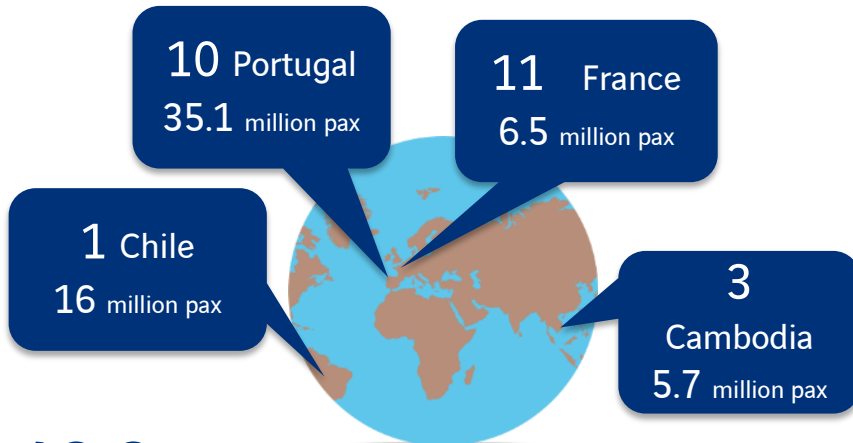 10 Portugal
35.1 million pax
11 France
6.5 million pax
1 Chile
16 million pax
3
Cambodia
5.7 million pax